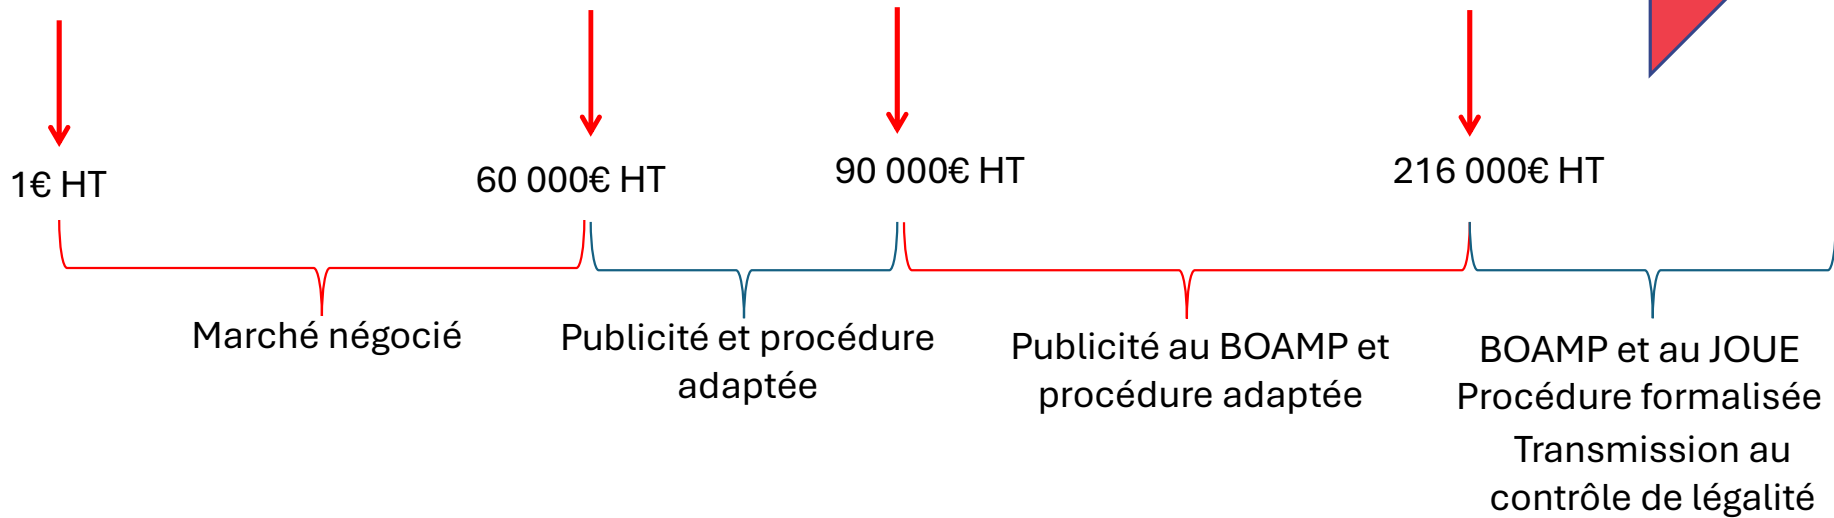 1€ HT
60 000€ HT
90 000€ HT
216 000€ HT
Marché négocié
Publicité et procédure
adaptée
Publicité au BOAMP et
procédure adaptée
BOAMP et au JOUE
Procédure formalisée
Transmission au
contrôle de légalité